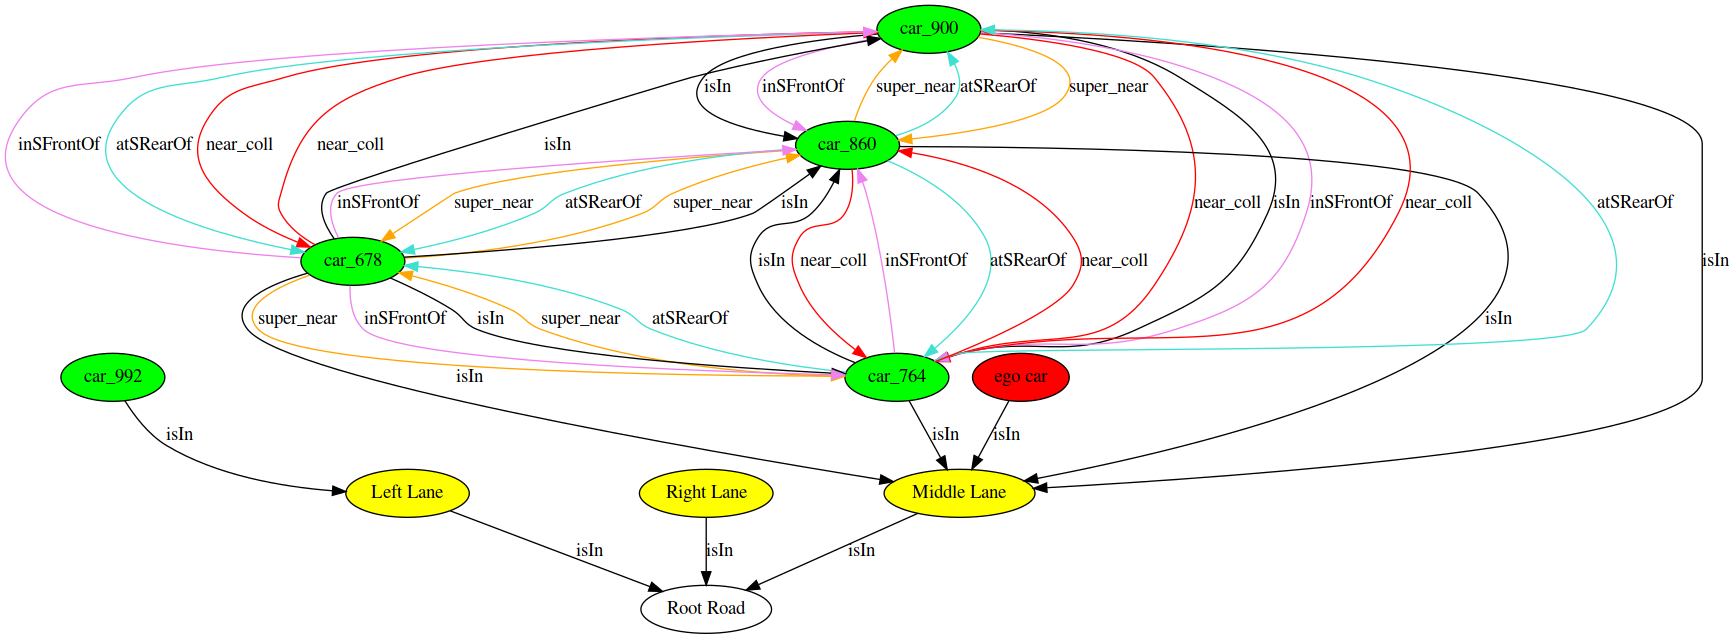 car_900
isIn
inSFrontOf
super_near
atSRearOf
super_near
inSFrontOf
atSRearOf
near_coll
near_coll
isIn
car_860
inSFrontOf
super_near
atSRearOf
super_near
isIn
near_coll
isIn
inSFrontOf
near_coll
atSRearOf
car_678
isIn
near_coll
inSFrontOf
atSRearOf
near_coll
isIn
isIn
super_near
inSFrontOf
isIn
super_near
atSRearOf
car_992
isIn
car_764
ego car
isIn
isIn
isIn
Left Lane
Right Lane
Middle Lane
isIn
isIn
isIn
Root Road